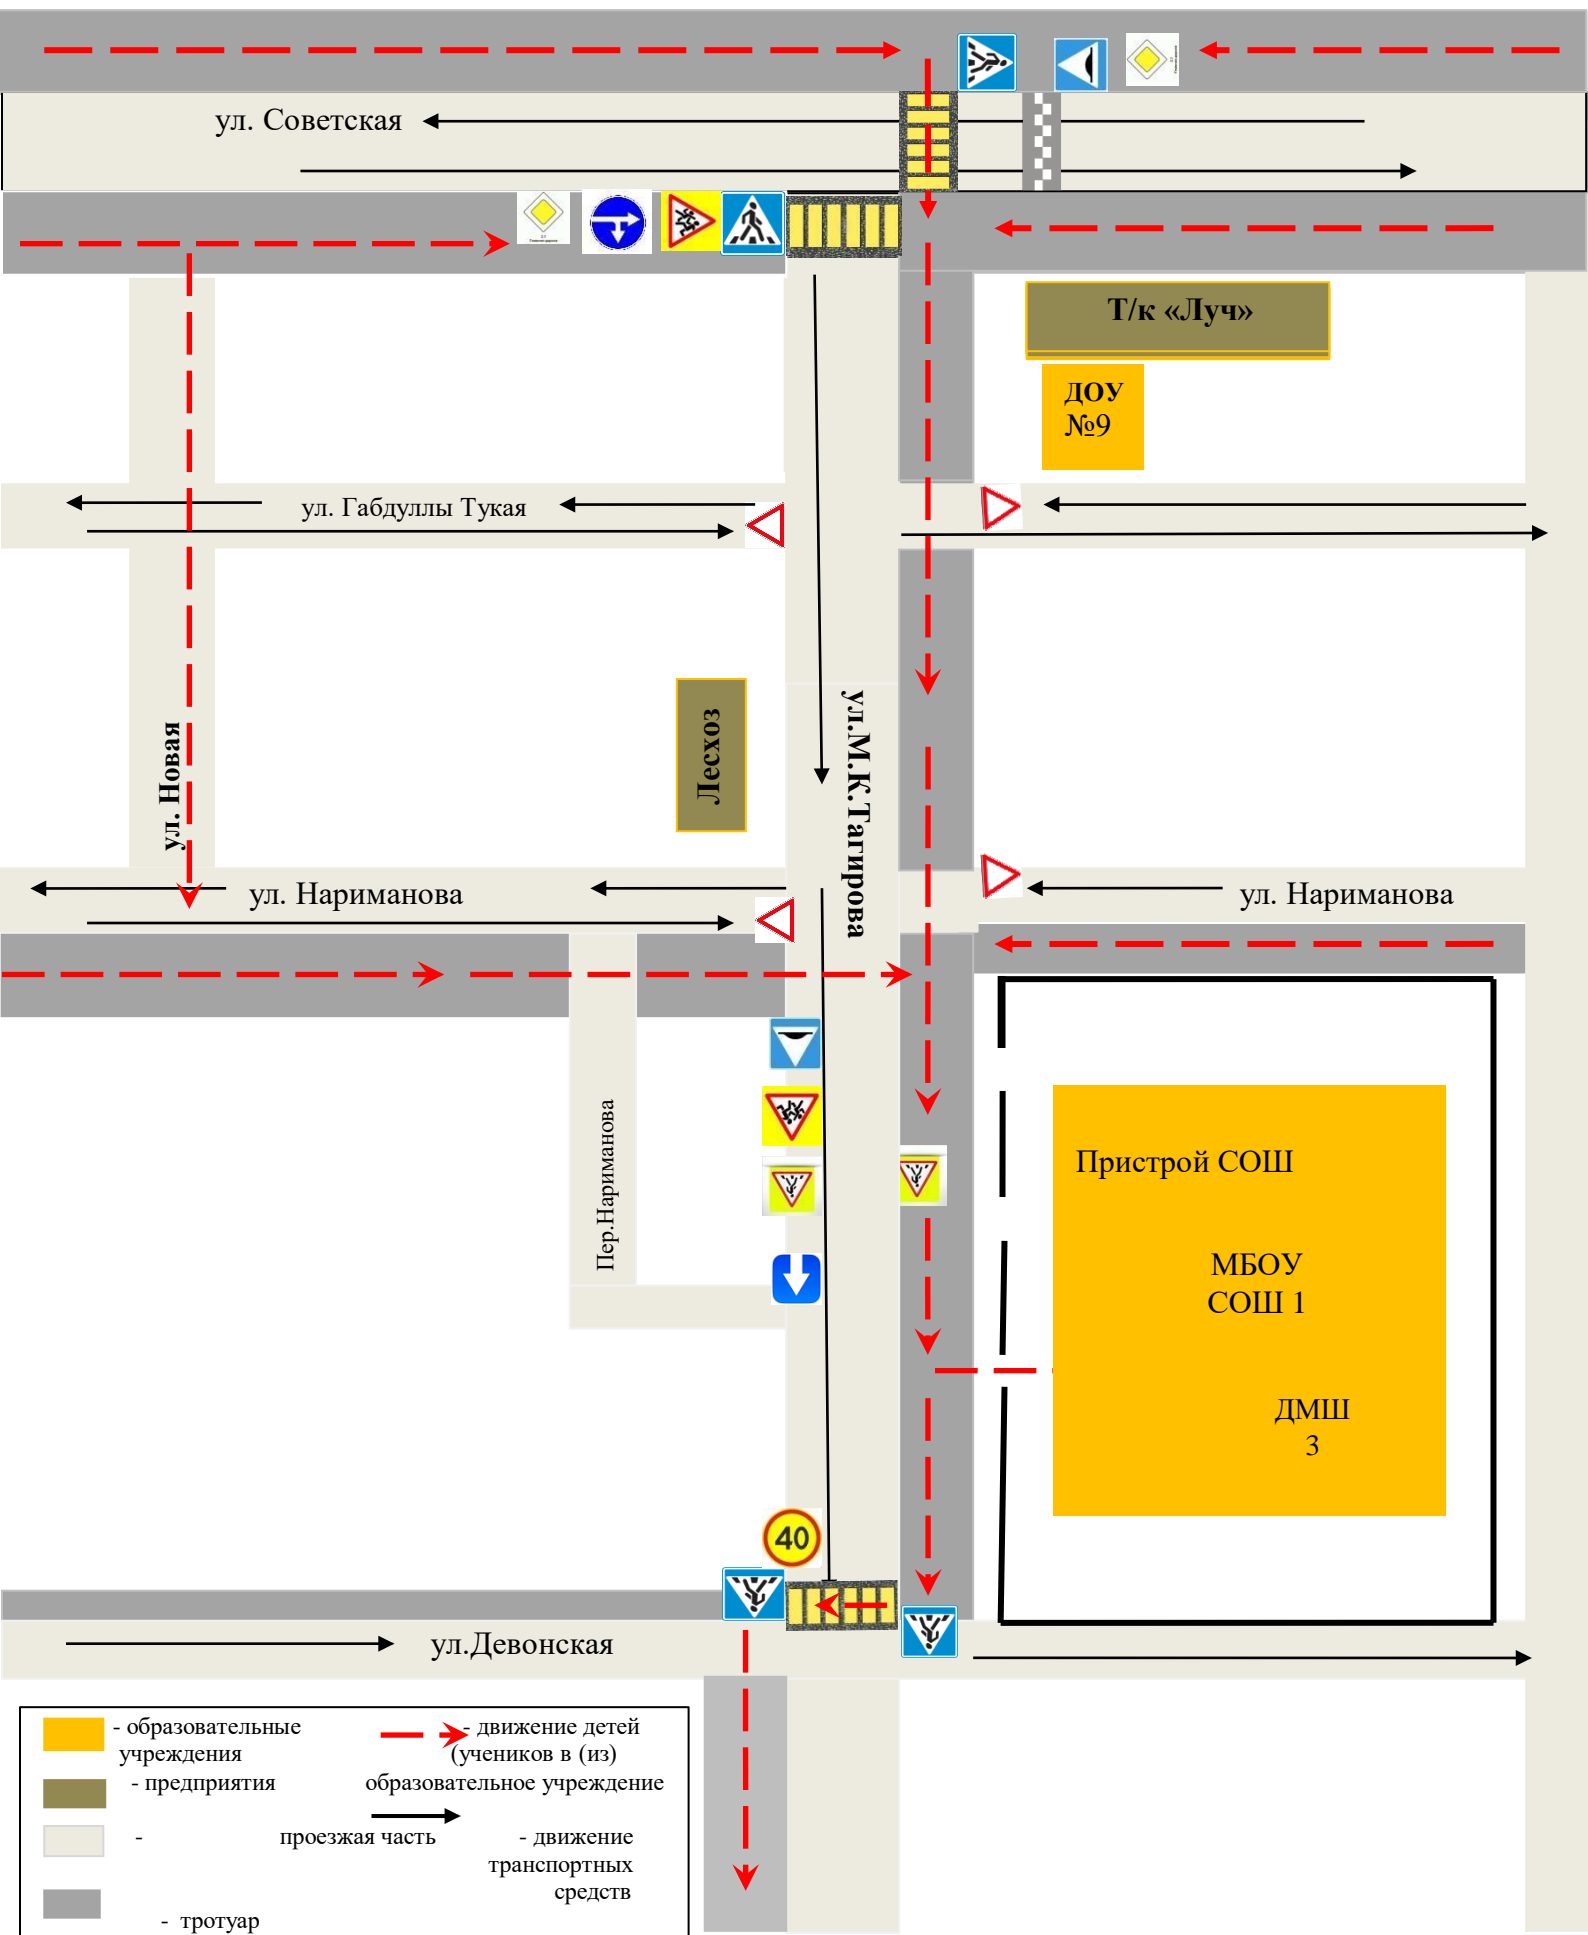 ул. Советская
Т/к «Луч»
ДОУ
№9
ул. Габдуллы Тукая
ул. Новая
Лесхоз
ул.М.К.Тагирова
ул. Нариманова
ул. Нариманова
Пер.Нариманова
Пристрой СОШ
МБОУ
СОШ 1
ДМШ
3
40
ул.Девонская
- образовательные
учреждения
- предприятия
-
проезжая часть
- тротуар
- движение детей
(учеников в (из)
образовательное учреждение
- движение
транспортных
средств